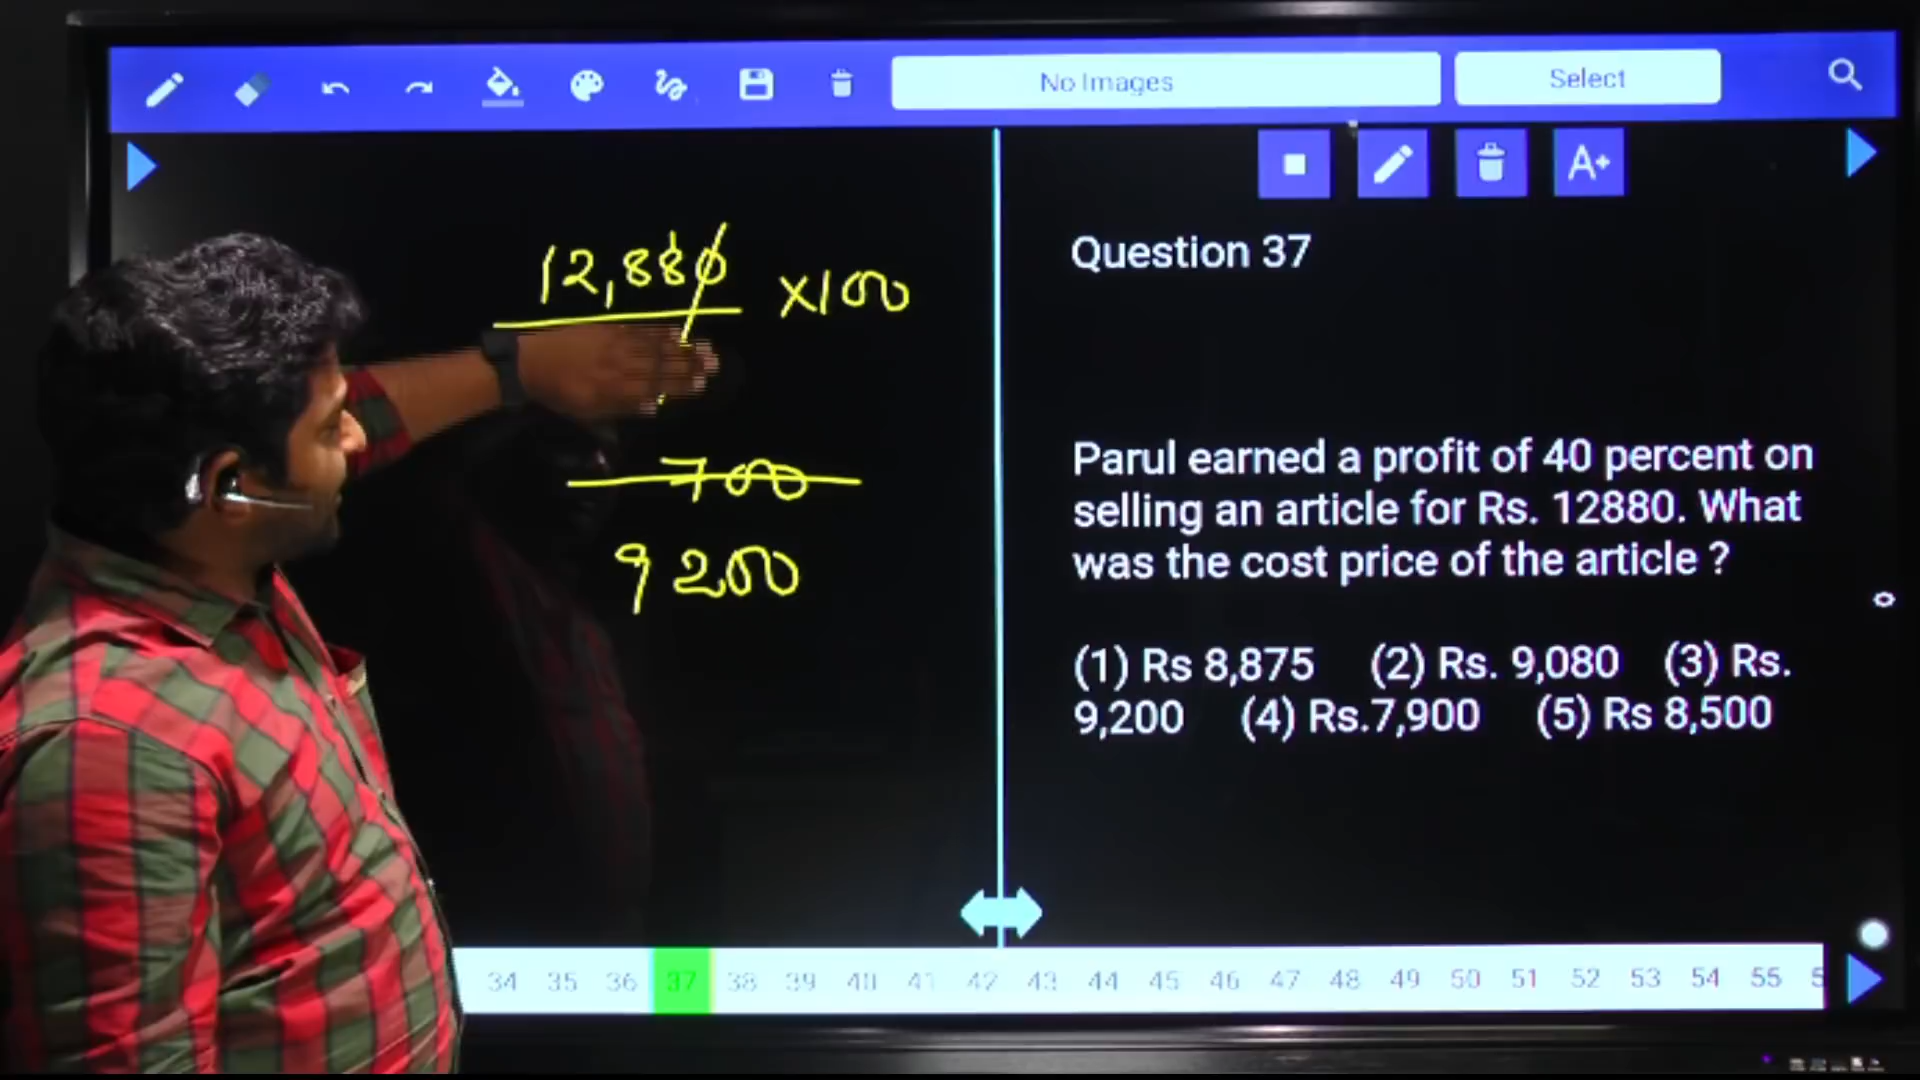 No Images
Select
A+
12,880 ×100
700
9200
Question 37
Parul earned a profit of 40 percent on
selling an article for Rs. 12880. What
was the cost price of the article ?
(1) Rs 8,875 (2) Rs. 9,080 (3) Rs.
9,200 (4) Rs.7,900 (5) Rs 8,500
34 35 36 37 38 39 40 41 42 43 44 45 46 47 48 49 50 51 52 53 54 55 5